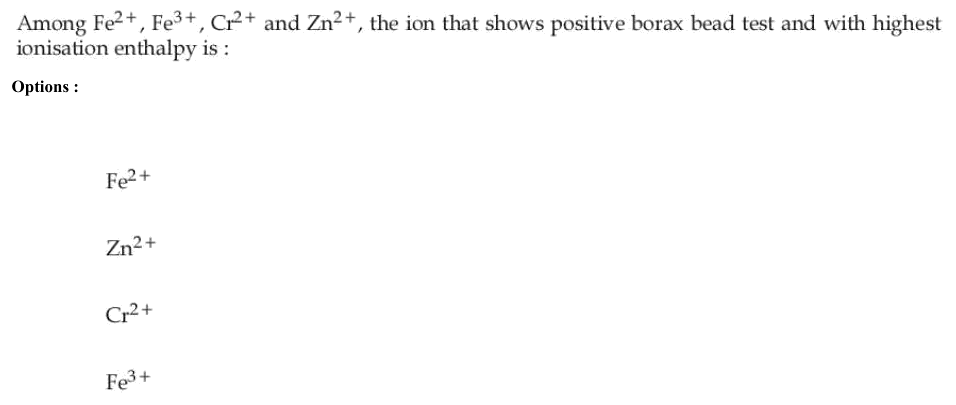 Among Fe²⁺, Fe³⁺, Cr²⁺ and Zn²⁺, the ion that shows positive borax bead test and with highest
ionisation enthalpy is :
Options :
Fe²⁺
Zn²⁺
Cr²⁺
Fe³⁺